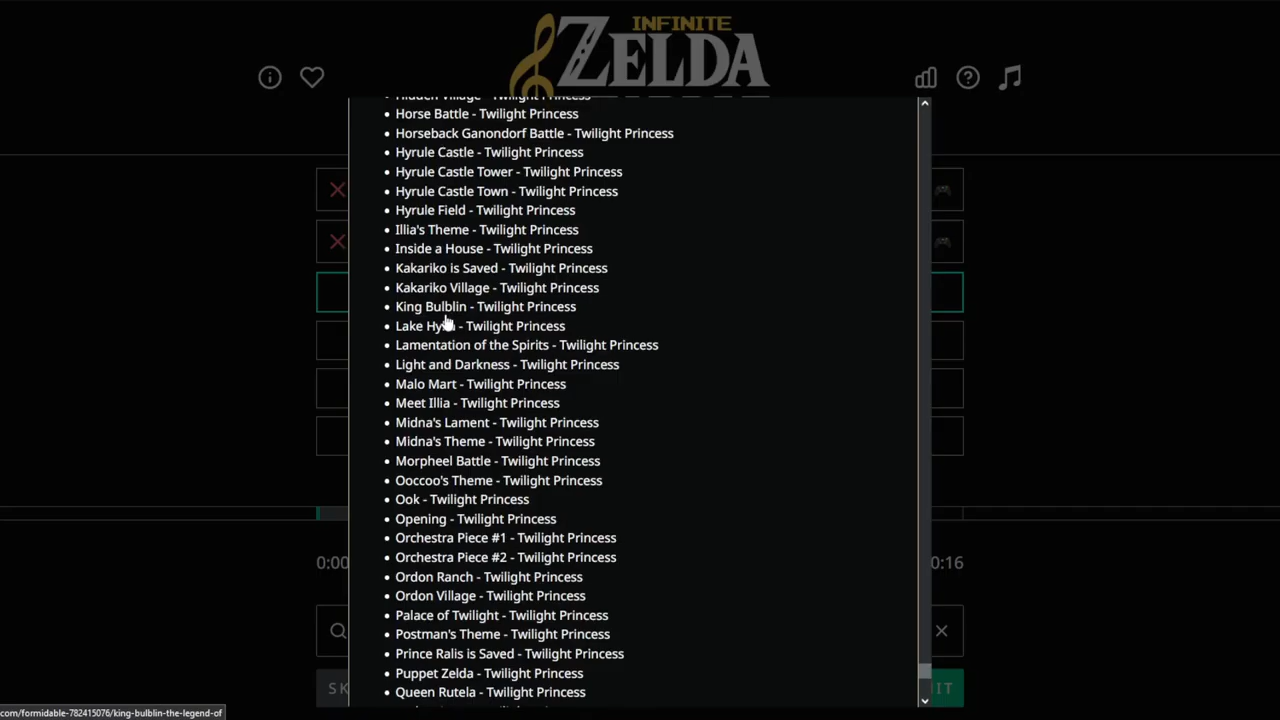 INFINITE
ZELDA
Hidden Village - Twilight Princess
Horse Battle - Twilight Princess
Horseback Ganondorf Battle - Twilight Princess
Hyrule Castle - Twilight Princess
Hyrule Castle Tower - Twilight Princess
Hyrule Castle Town - Twilight Princess
Hyrule Field - Twilight Princess
Illia's Theme - Twilight Princess
Inside a House - Twilight Princess
Kakariko is Saved - Twilight Princess
Kakariko Village - Twilight Princess
King Bulblin - Twilight Princess
Lake - Twilight Princess
Lamentation of the Spirits - Twilight Princess
Light and Darkness - Twilight Princess
Malo Mart - Twilight Princess
Meet Illia - Twilight Princess
Midna's Lament - Twilight Princess
Midna's Theme - Twilight Princess
Morpheel Battle - Twilight Princess
Ooccoo's Theme - Twilight Princess
Ook - Twilight Princess
Opening - Twilight Princess
Orchestra Piece #1 - Twilight Princess
Orchestra Piece #2 - Twilight Princess
0:00
0:16
Ordon Ranch - Twilight Princess
Ordon Village - Twilight Princess
Palace of Twilight - Twilight Princess
Postman's Theme - Twilight Princess
Prince Ralis is Saved - Twilight Princess
Puppet Zelda - Twilight Princess
SK
IT
Queen Rutela - Twilight Princess
com/formidable-782415076/king-bulblin-the-legend-of